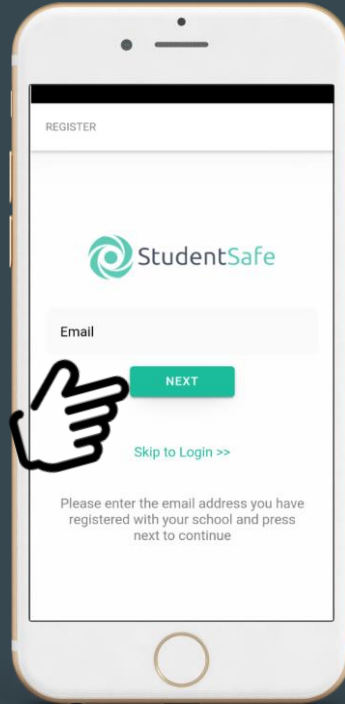 REGISTER
StudentSafe
Email
NEXT
Skip to Login >>
Please enter the email address you have
registered with your school and press
next to continue